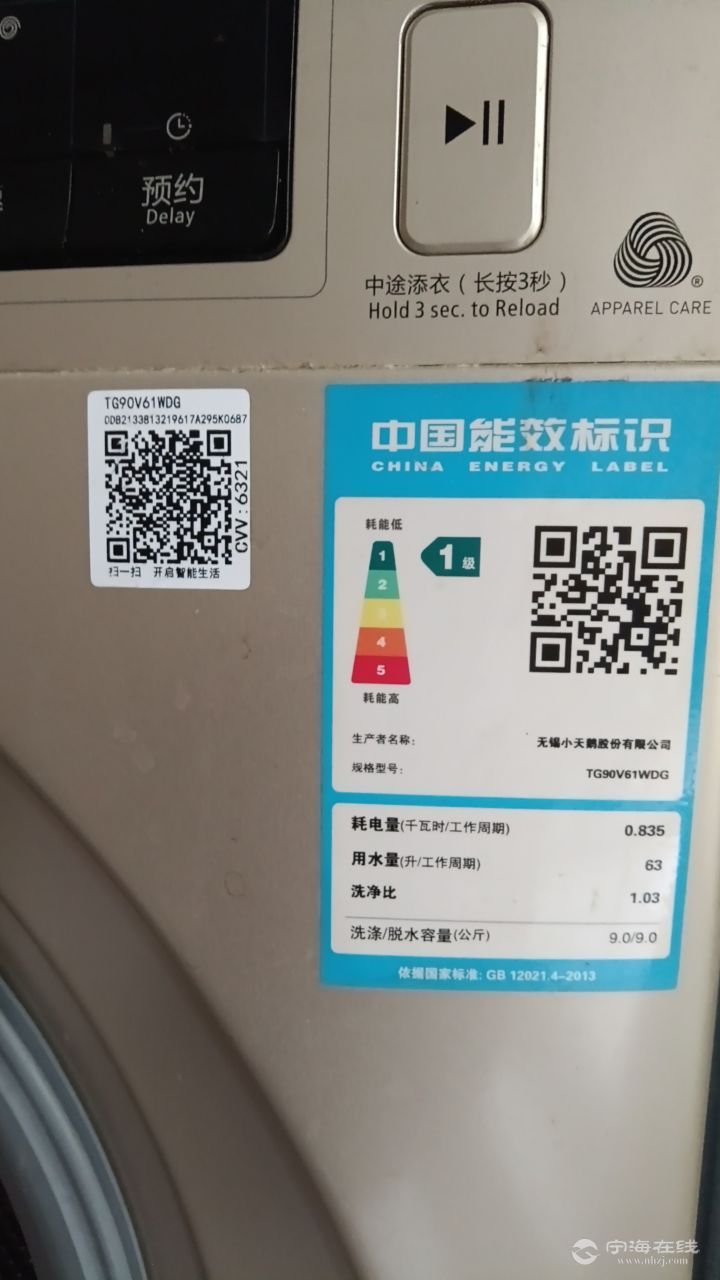 预约
Delay
中途添衣（长按3秒）
Hold 3 sec. to Reload
®
APPAREL CARE
TG90V61WDG
0DB2133813219617A295K0687
CVV:6321
扫一扫 开启智能生活
中国能效标识
CHINA ENERGY LABEL
耗能低
1
2
3
4
5
1级
耗能高
生产者名称: 无锡小天鹅股份有限公司
规格型号: TG90V61WDG
耗电量(千瓦时/工作周期) 0.835
用水量(升/工作周期) 63
洗净比 1.03
洗涤/脱水容量(公斤) 9.0/9.0
依据国家标准: GB 12021.4-2013
宁海在线
www.nhzj.com